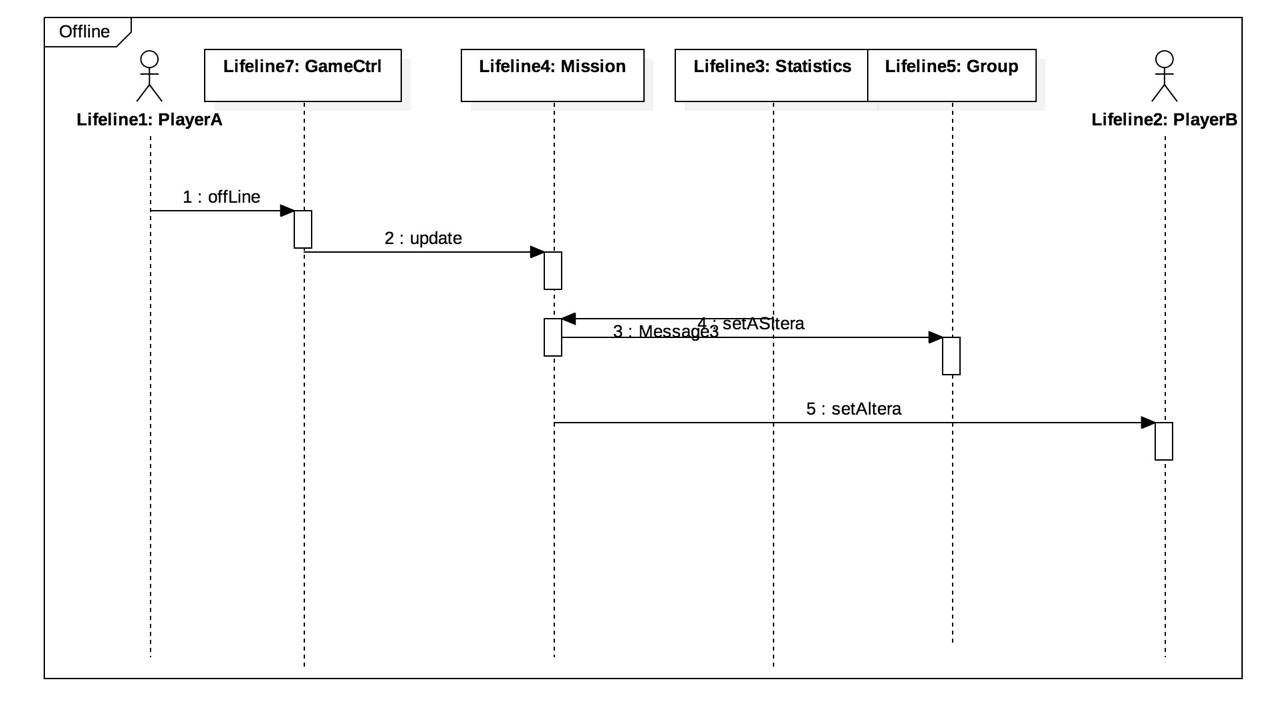 Offline
Lifeline7: GameCtrl
Lifeline4: Mission
Lifeline3: Statistics
Lifeline5: Group
Lifeline1: PlayerA
Lifeline2: PlayerB
1 : offLine
2 : update
4 : setASltera
3 : Message3
5 : setAltera